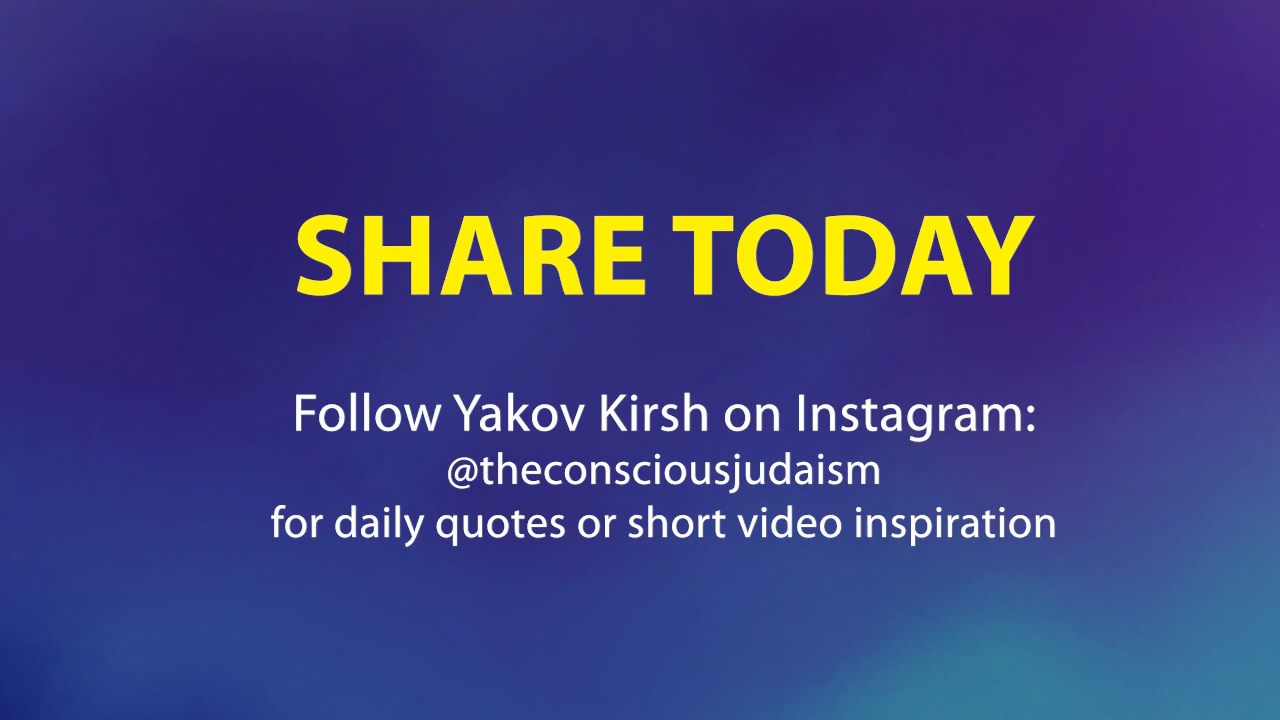 SHARE TODAY
Follow Yakov Kirsh on Instagram:
@theconsciousjudaism
for daily quotes or short video inspiration